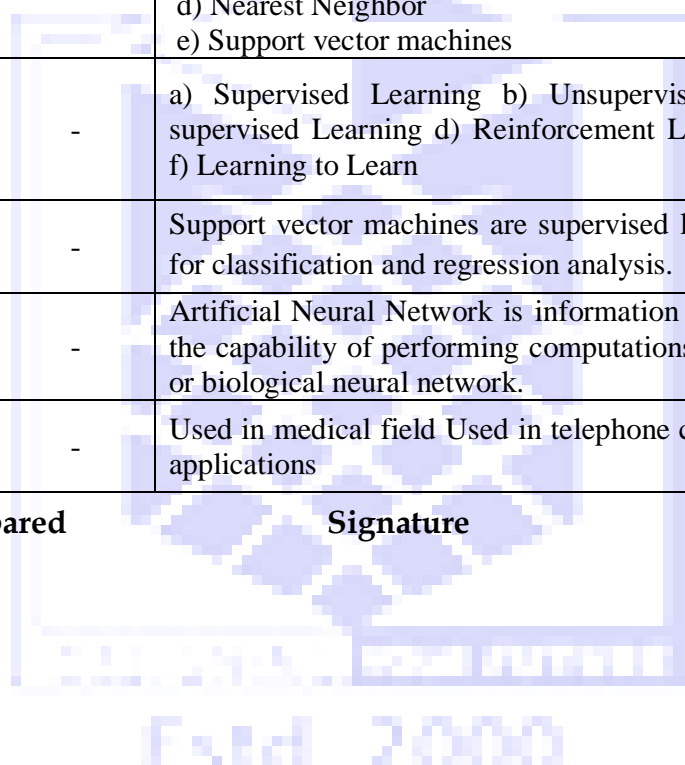 d) Nearest Neighbor
e) Support vector machines
a) Supervised Learning b)
- supervised Learning d) Reinforcement
f) Learning to Learn
Support vector machines are supervised
- for classification and regression analysis.
Artificial Neural Network is information
- the capability of performing computations
or biological neural network.
Used in medical field Used in telephone
- applications
Signature
Estd 2000